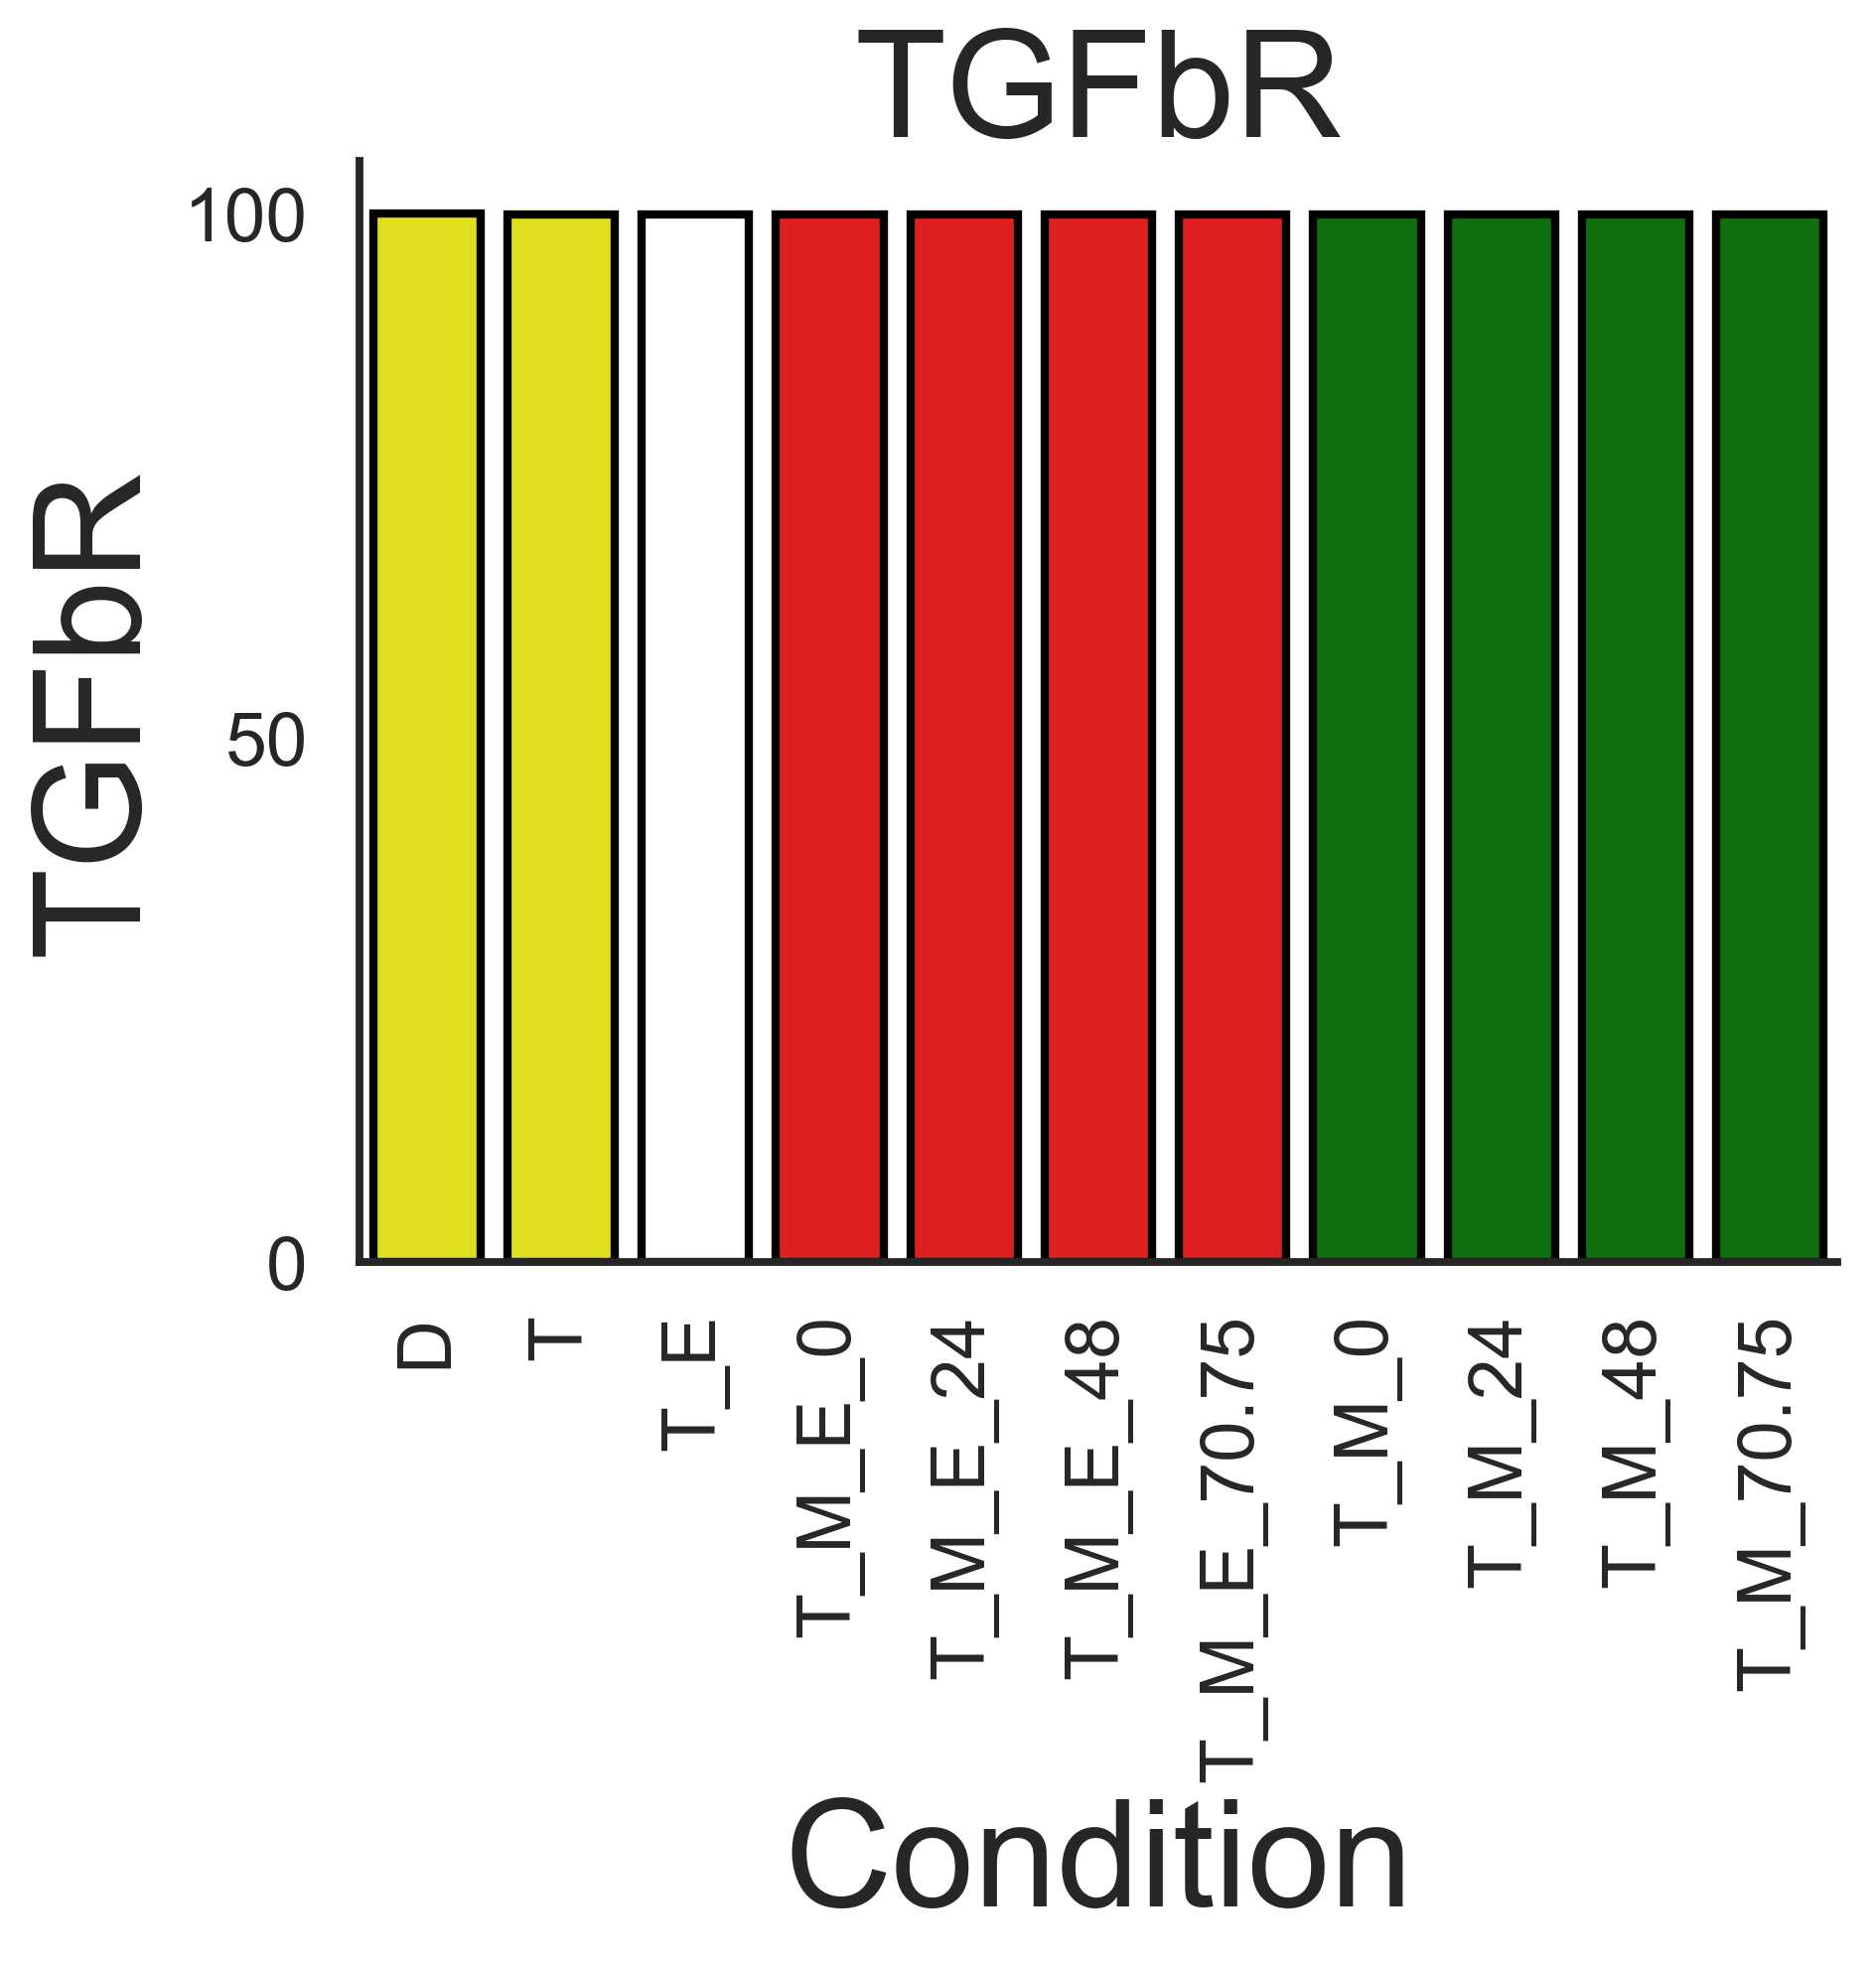 TGFbR
TGFbR
100
50
0
D
T
T_E
T_M_E_0
T_M_E_24
T_M_E_48
T_M_E_70.75
T_M_0
T_M_24
T_M_48
T_M_70.75
Condition